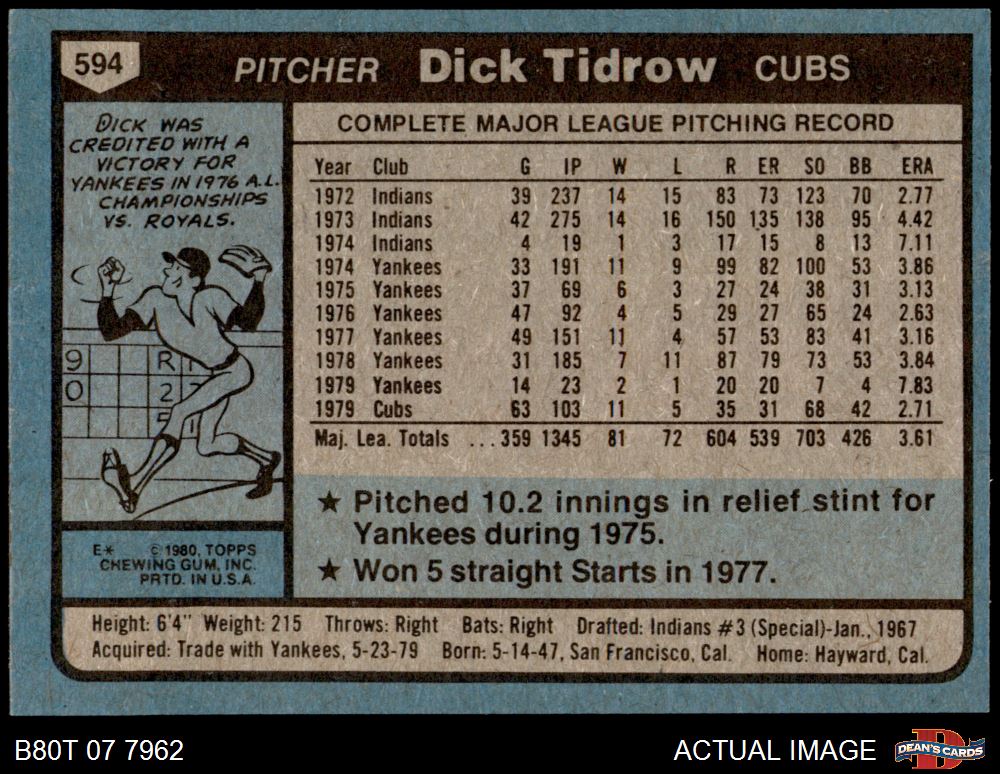 594
PITCHER Dick Tidrow CUBS
DICK WAS
CREDITED WITH A
VICTORY FOR
YANKEES IN 1976 A.L.
CHAMPIONSHIPS
VS. ROYALS.
9 R
0 2
5 1
E* © 1980, TOPPS
CHEWING GUM, INC.
PRTD. IN U.S.A.
COMPLETE MAJOR LEAGUE PITCHING RECORD
Year Club G IP W L R ER SO BB ERA
1972 Indians 39 237 14 15 83 73 123 70 2.77
1973 Indians 42 275 14 16 150 135 138 95 4.42
1974 Indians 4 19 1 3 17 15 8 13 7.11
1974 Yankees 33 191 11 9 99 82 100 53 3.86
1975 Yankees 37 69 6 3 27 24 38 31 3.13
1976 Yankees 47 92 4 5 29 27 65 24 2.63
1977 Yankees 49 151 11 4 57 53 83 41 3.16
1978 Yankees 31 185 7 11 87 79 73 53 3.84
1979 Yankees 14 23 2 1 20 20 7 4 7.83
1979 Cubs 63 103 11 5 35 31 68 42 2.71
Maj. Lea. Totals ...359 1345 81 72 604 539 703 426 3.61
★ Pitched 10.2 innings in relief stint for
Yankees during 1975.
★ Won 5 straight Starts in 1977.
Height: 6'4" Weight: 215 Throws: Right Bats: Right Drafted: Indians #3 (Special)-Jan., 1967
Acquired: Trade with Yankees, 5-23-79 Born: 5-14-47, San Francisco, Cal. Home: Hayward, Cal.
B80T 07 7962 ACTUAL IMAGE D DEAN'S CARDS